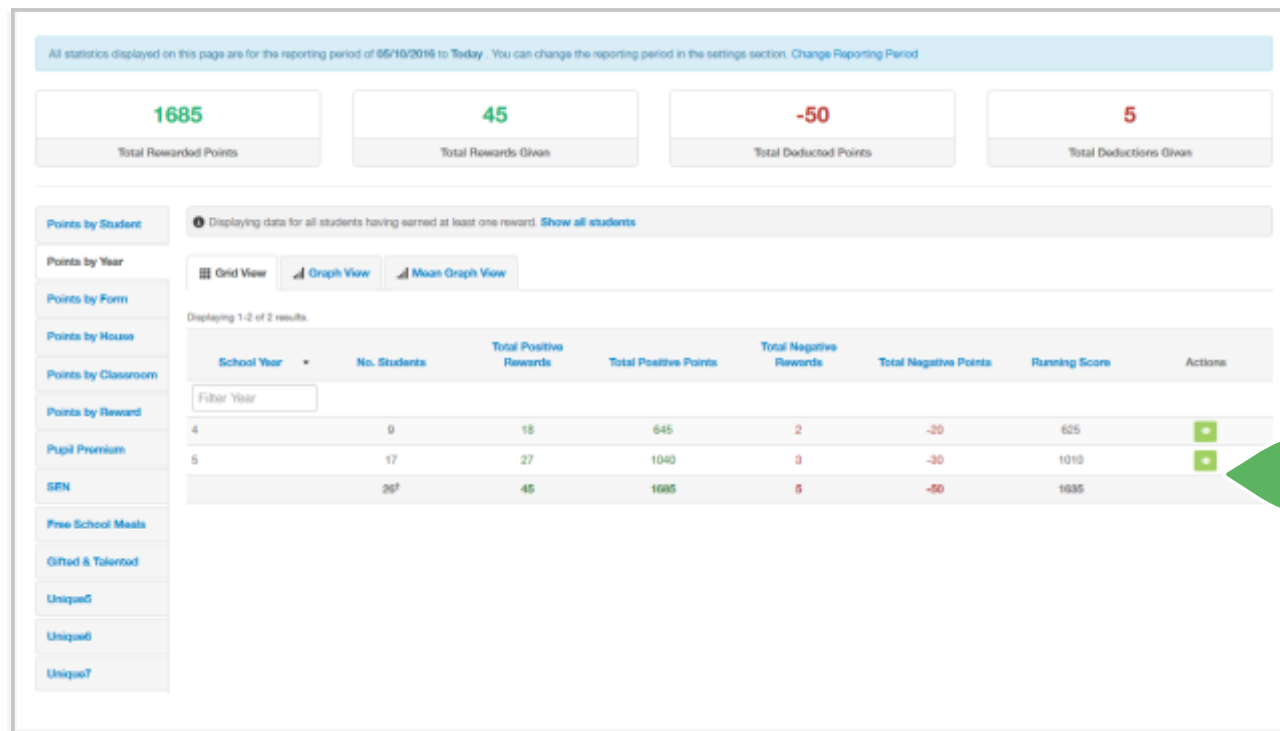 All statistics displayed on this page are for the reporting period of 05/10/2016 to Today . You can change the reporting period in the settings section. Change Reporting Period
1685
Total Rewarded Points
45
Total Rewards Given
-50
Total Deducted Points
5
Total Deductions Given
Points by Student
Points by Year
Points by Form
Points by House
Points by Classroom
Points by Reward
Pupil Premium
SEN
Free School Meals
Gifted & Talented
Unique5
Unique6
Unique7
Displaying data for all students having earned at least one reward. Show all students
Grid View Graph View Mean Graph View
Displaying 1-2 of 2 results.
School Year No. Students Total Positive Rewards Total Positive Points Total Negative Rewards Total Negative Points Running Score Actions
Filter Year
4 9 18 645 2 -20 625
5 17 27 1040 3 -30 1010
26† 45 1685 5 -50 1635